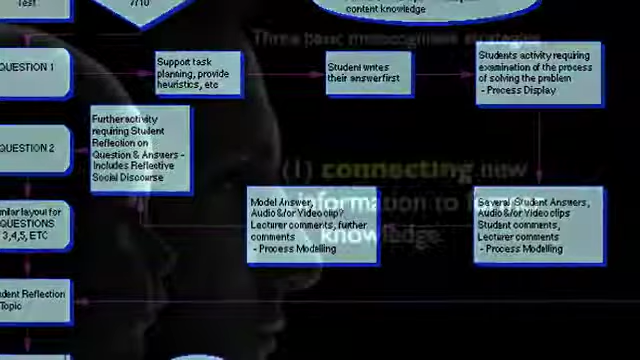 Test
7/10
content knowledge
Three basic metacognitive strategies
QUESTION 1
Support task
planning, provide
heuristics, etc
Student writes
their answer first
Students activity requiring
examination of the process
of solving the problem
- Process Display
Further activity
requiring Student
Reflection on
Question & Answers -
Includes Reflective
Social Discourse
QUESTION 2
(1) connecting new
information to
knowledge.
Model Answer,
Audio &/or Video clip?
Lecturer comments, further
comments
- Process Modelling
Several Student Answers,
Audio &/or Video clips
Student comments,
Lecturer comments
- Process Modelling
layout for
QUESTIONS
3,4,5, ETC
Reflection
Topic